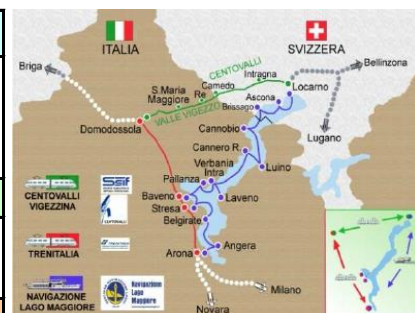 ITALIA
SVIZZERA
Briga
CENTOVALLI
Bellinzona
Intragna
Camedo
S.Maria Maggiore
Re
Locarno
Ascona
VALLE VIGEZZO
Brissago
Domodossola
Cannobio
Lugano
Cannero R.
Verbania
Intra
Luino
Pallanza
CENTOVALLI
VIGEZZINA
Baveno
Laveno
Stresa
Belgirate
TRENITALIA
Angera
Arona
NAVIGAZIONE
LAGO MAGGIORE
Navigazione
Lago
Maggiore
Milano
Novara